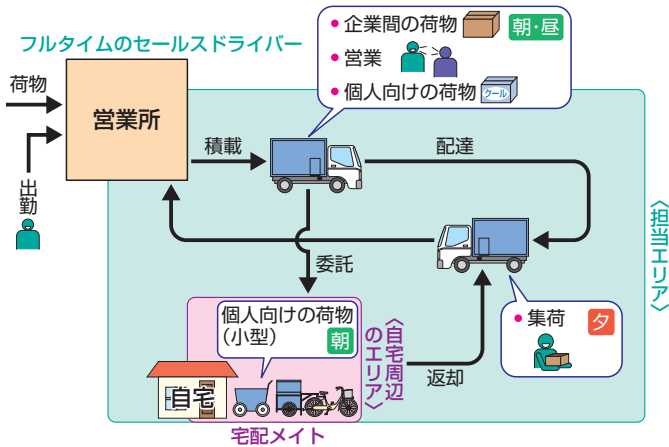 フルタイムのセールスドライバー
荷物
営業所
出勤
• 企業間の荷物 朝・昼
• 営業
• 個人向けの荷物 クール
積載
配達
〈担当エリア〉
委託
個人向けの荷物
(小型) 朝
〈自宅周辺
のエリア〉
自宅
宅配メイト
返却
• 集荷 夕